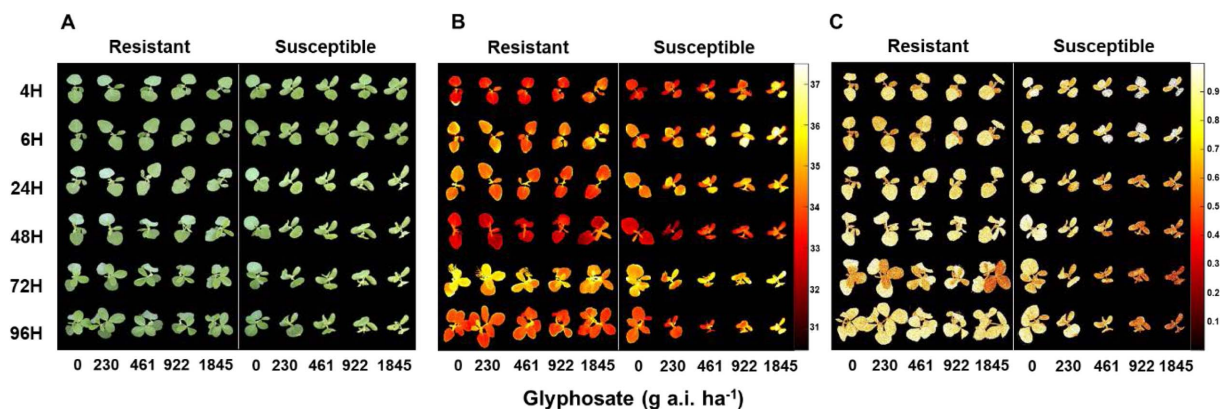 A
B
C
Resistant Susceptible
Resistant Susceptible
Resistant Susceptible
4H
6H
24H
48H
72H
96H
37
36
35
34
33
32
31
0.9
0.8
0.7
0.6
0.5
0.4
0.3
0.2
0.1
0 230 461 922 1845 0 230 461 922 1845
0 230 461 922 1845 0 230 461 922 1845
0 230 461 922 1845 0 230 461 922 1845
Glyphosate (g a.i. ha⁻¹)